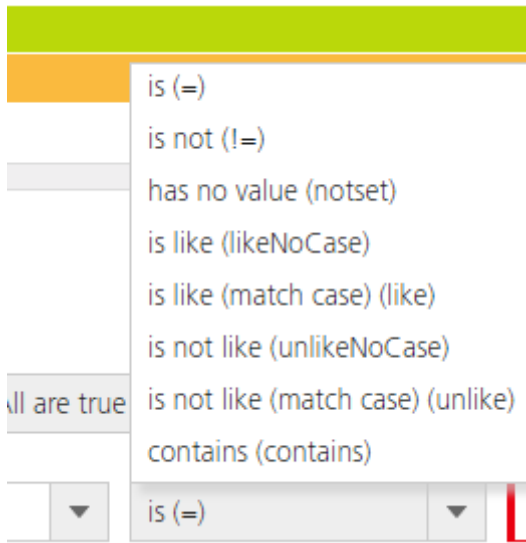 is (=)
is not (!=)
has no value (notset)
is like (likeNoCase)
is like (match case) (like)
is not like (unlikeNoCase)
All are true
is not like (match case) (unlike)
contains (contains)
is (=)